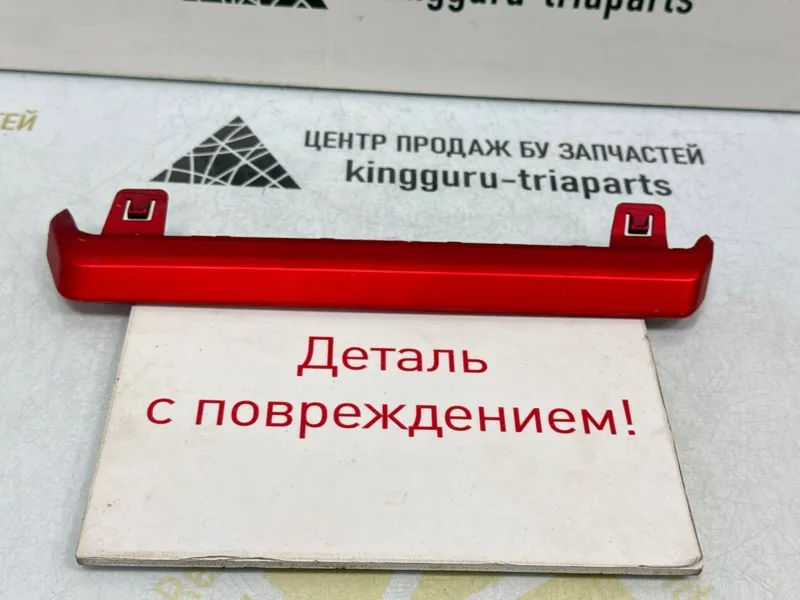 kingguru-triaparts
ЦЕНТР ПРОДАЖ БУ ЗАПЧАСТЕЙ
kingguru-triaparts
Деталь
с повреждением!